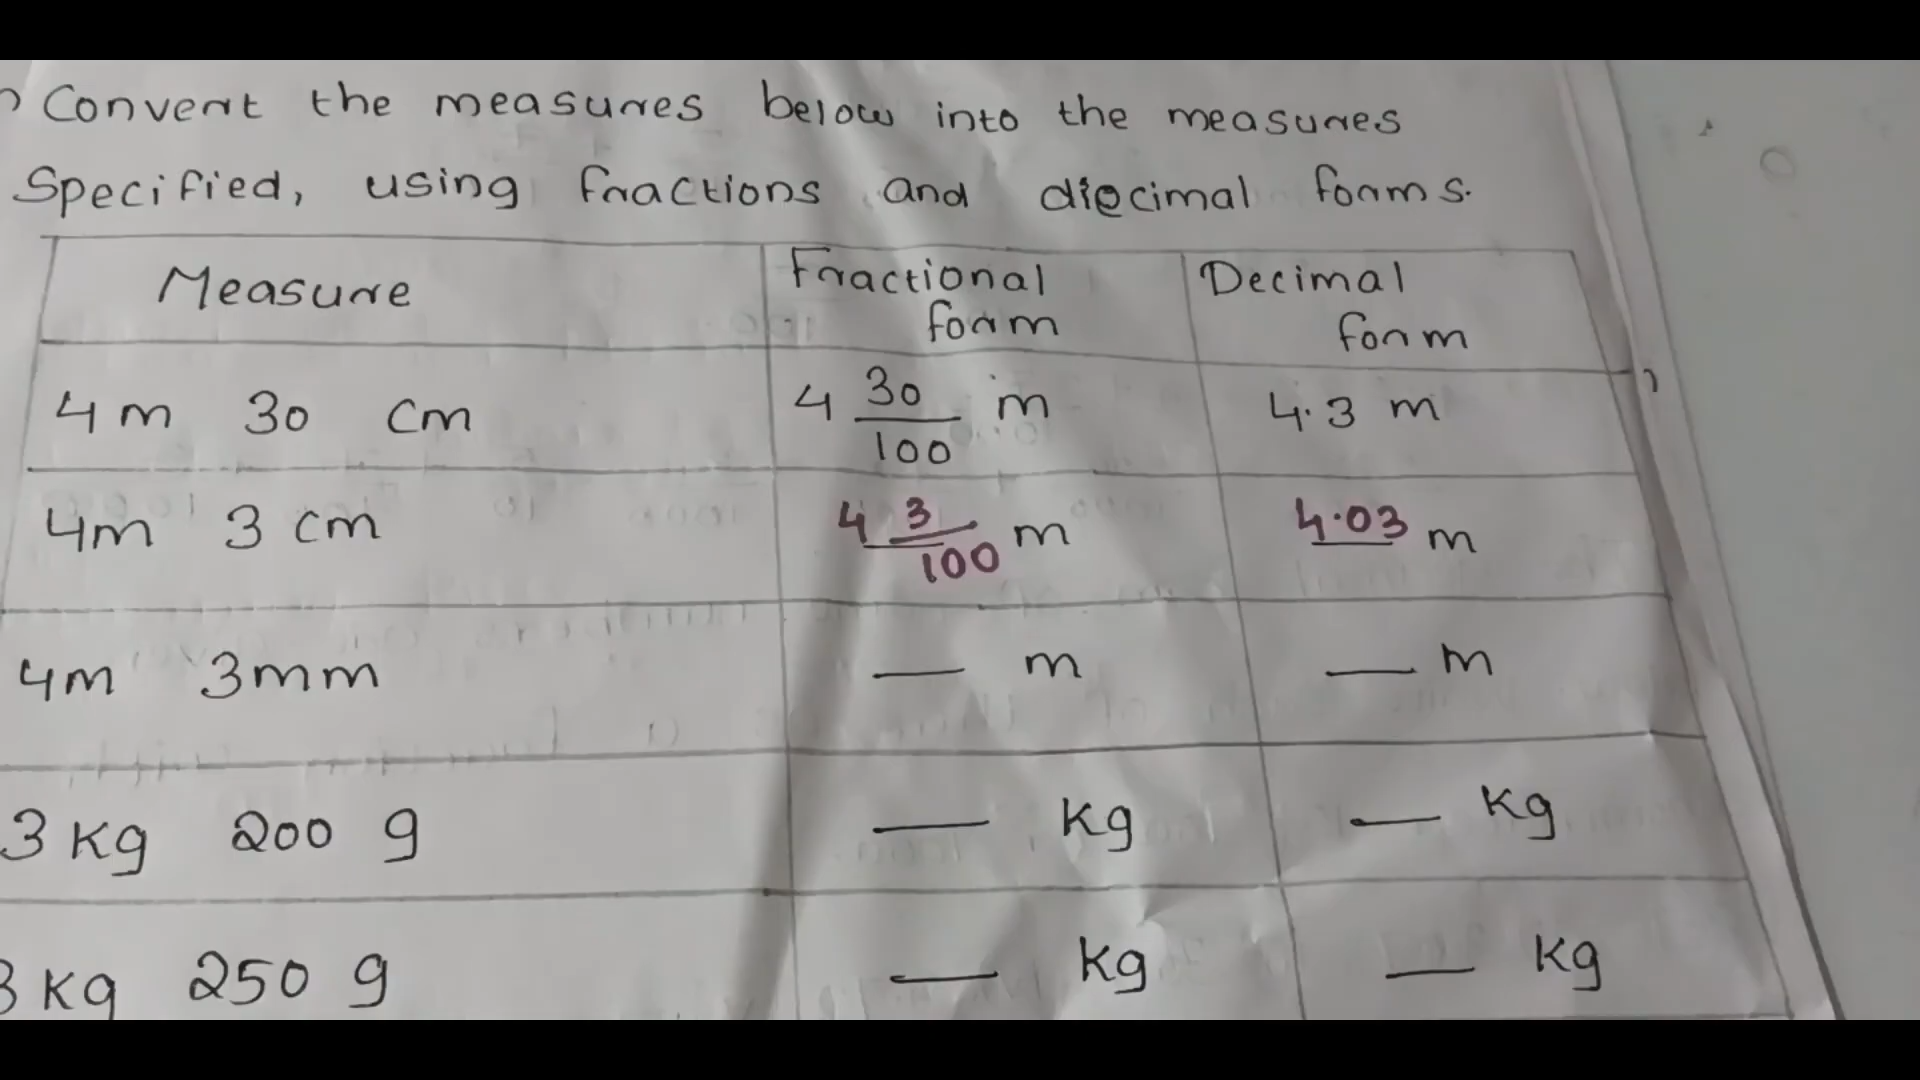 Convert the measures below into the measures
Specified, using fractions and diecimal forms.
Measure Fractional form Decimal form
4 m 30 cm 4 30/100 m 4.3 m
4m 3 cm 4 3/100 m 4.03 m
4m 3mm — m — m
3 kg 200 g — kg — kg
3 kg 250 g — kg — kg